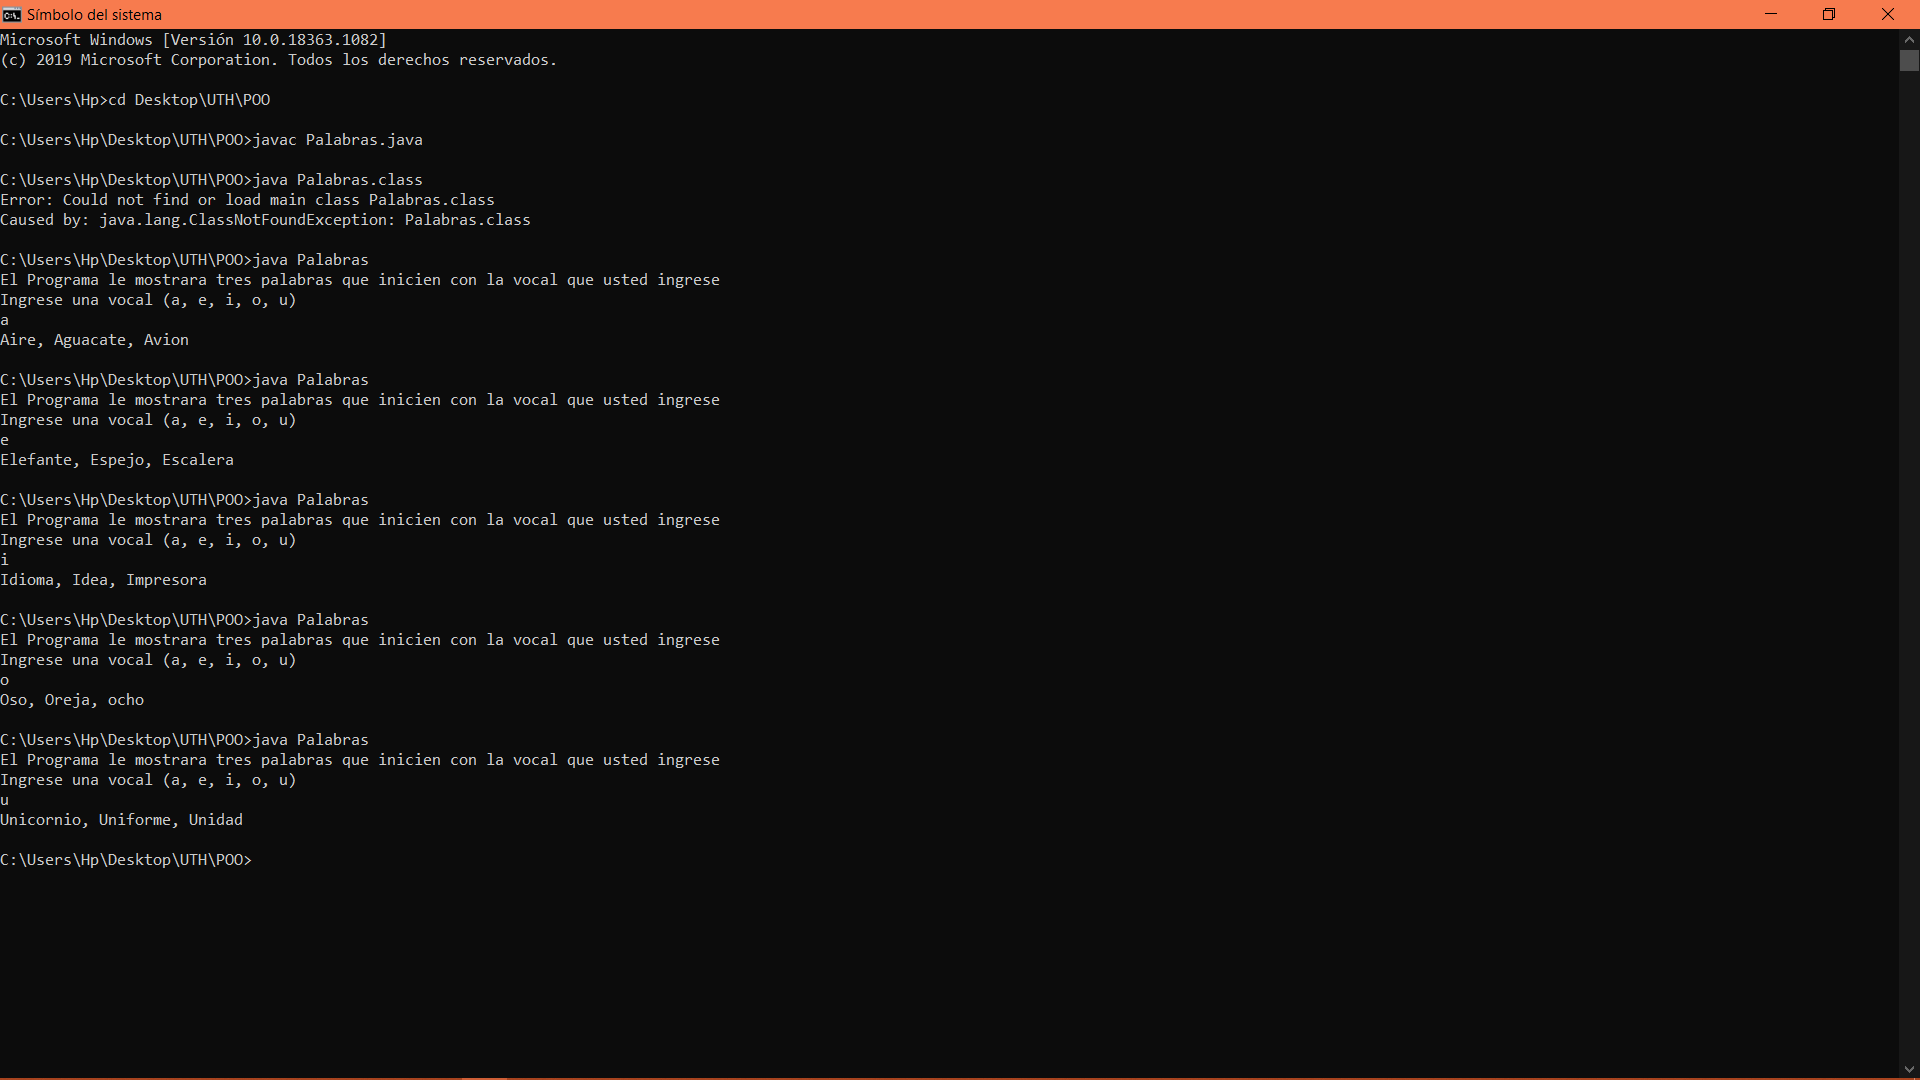 Símbolo del sistema
Microsoft Windows [Versión 10.0.18363.1082]
(c) 2019 Microsoft Corporation. Todos los derechos reservados.
C:\Users\Hp>cd Desktop\UTH\POO
C:\Users\Hp\Desktop\UTH\POO>javac Palabras.java
C:\Users\Hp\Desktop\UTH\POO>java Palabras.class
Error: Could not find or load main class Palabras.class
Caused by: java.lang.ClassNotFoundException: Palabras.class
C:\Users\Hp\Desktop\UTH\POO>java Palabras
El Programa le mostrara tres palabras que inicien con la vocal que usted ingrese
Ingrese una vocal (a, e, i, o, u)
a
Aire, Aguacate, Avion
C:\Users\Hp\Desktop\UTH\POO>java Palabras
El Programa le mostrara tres palabras que inicien con la vocal que usted ingrese
Ingrese una vocal (a, e, i, o, u)
e
Elefante, Espejo, Escalera
C:\Users\Hp\Desktop\UTH\POO>java Palabras
El Programa le mostrara tres palabras que inicien con la vocal que usted ingrese
Ingrese una vocal (a, e, i, o, u)
i
Idioma, Idea, Impresora
C:\Users\Hp\Desktop\UTH\POO>java Palabras
El Programa le mostrara tres palabras que inicien con la vocal que usted ingrese
Ingrese una vocal (a, e, i, o, u)
o
Oso, Oreja, ocho
C:\Users\Hp\Desktop\UTH\POO>java Palabras
El Programa le mostrara tres palabras que inicien con la vocal que usted ingrese
Ingrese una vocal (a, e, i, o, u)
u
Unicornio, Uniforme, Unidad
C:\Users\Hp\Desktop\UTH\POO>